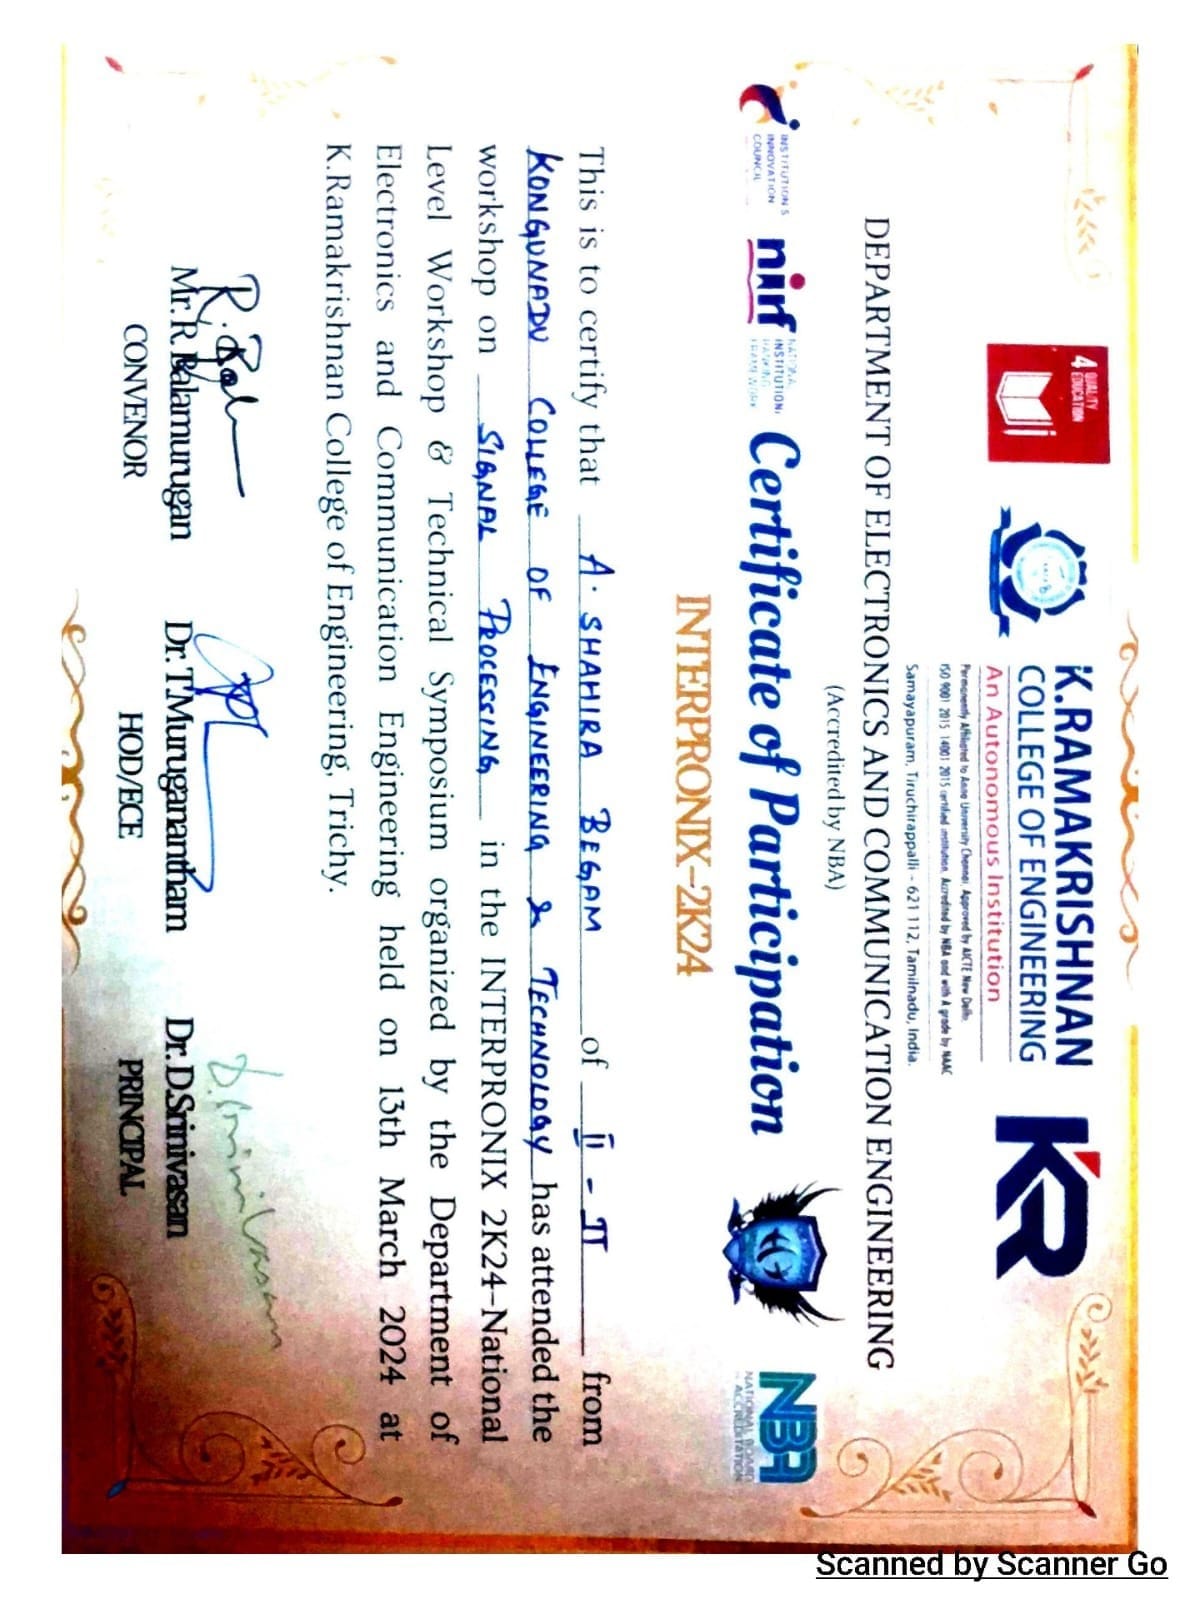 4 QUALITY
EDUCATION
K.RAMAKRISHNAN
COLLEGE OF ENGINEERING
An Autonomous Institution
Permanently Affiliated to Anna University Chennai, Approved by AICTE New Delhi,
ISO 9001 2015 14001 2015 certified institution, Accredited by NBA and with A grade by NAAC
Samayapuram, Tiruchirappalli - 621 112, Tamilnadu, India.
KR
DEPARTMENT OF ELECTRONICS AND COMMUNICATION ENGINEERING
(Accredited by NBA)
INSTITUTION'S
INNOVATION
COUNCIL
nirf
NATIONAL
INSTITUTIONAL
RANKING
FRAMEWORK
Certificate of Participation
NBA
NATIONAL BOARD
of ACCREDITATION
INTERPRONIX-2K24
This is to certify that A. SHAHIRA BEGAM of II - II from
KONGUNADU COLLEGE OF ENGINEERING & TECHNOLOGY has attended the
workshop on SIGNAL PROCESSING in the INTERPRONIX 2K24-National
Level Workshop & Technical Symposium organized by the Department of
Electronics and Communication Engineering held on 13th March 2024 at
K.Ramakrishnan College of Engineering, Trichy.
D. Srinivasan
Mr. R. Balamurugan
CONVENOR
Dr. T.Muruganantham
HOD/ECE
Dr. D.Srinivasan
PRINCIPAL
Scanned by Scanner Go